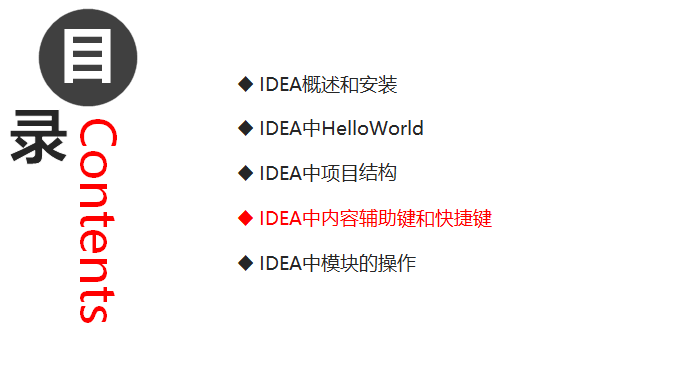 目
录
Contents
◆ IDEA概述和安装
◆ IDEA中HelloWorld
◆ IDEA中项目结构
◆ IDEA中内容辅助键和快捷键
◆ IDEA中模块的操作